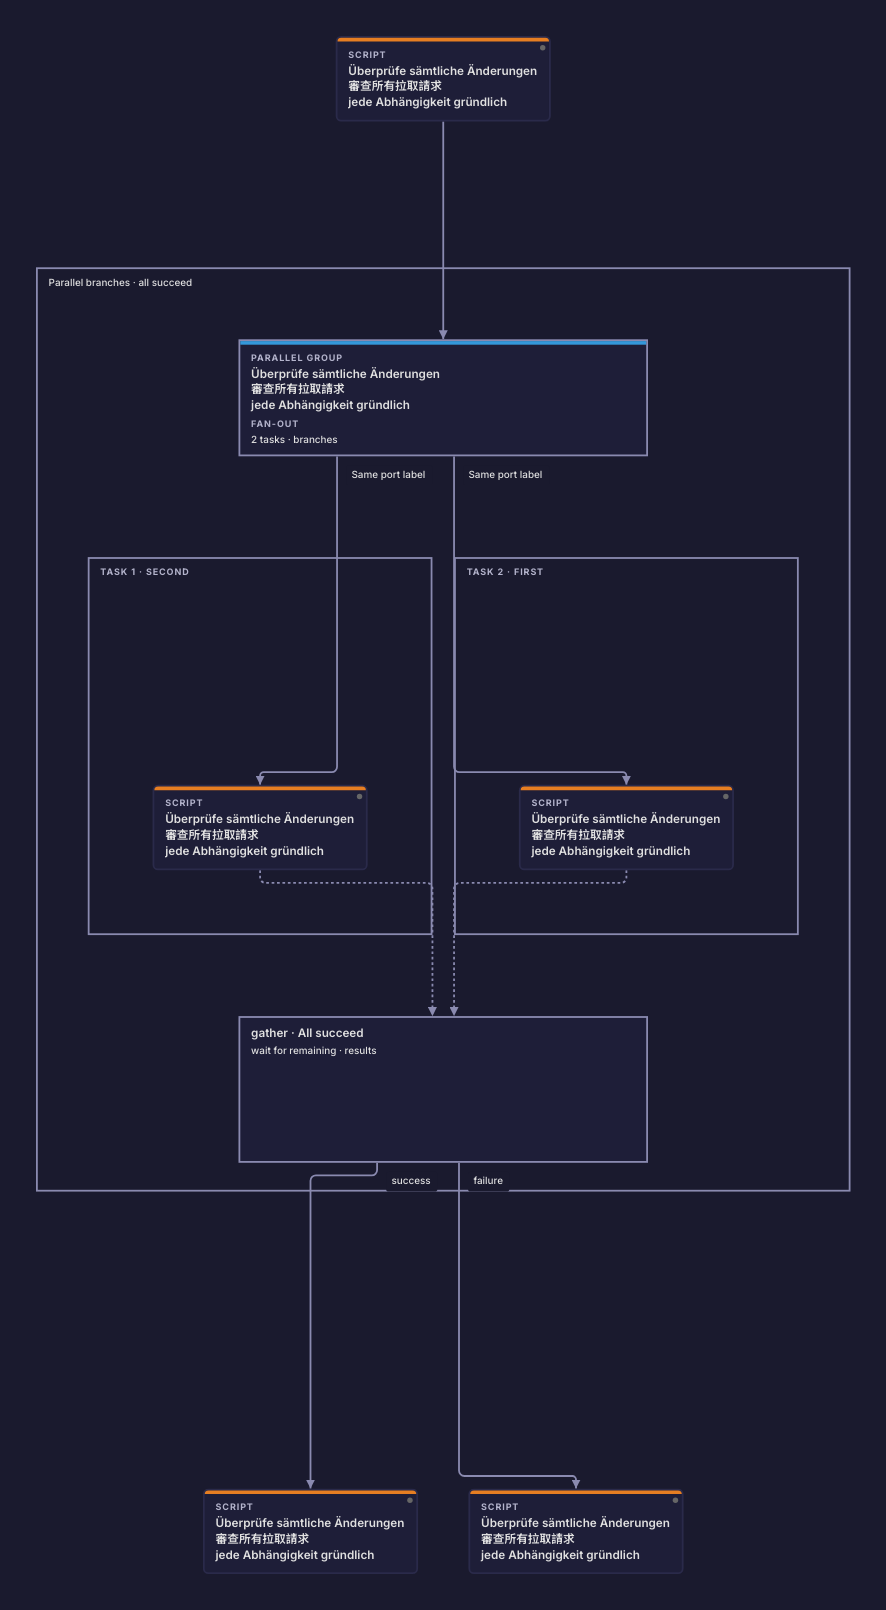 SCRIPT
Überprüfe sämtliche Änderungen
審查所有拉取請求
jede Abhängigkeit gründlich
Parallel branches · all succeed
PARALLEL GROUP
Überprüfe sämtliche Änderungen
審查所有拉取請求
jede Abhängigkeit gründlich
FAN-OUT
2 tasks · branches
Same port label
Same port label
TASK 1 · SECOND
TASK 2 · FIRST
SCRIPT
Überprüfe sämtliche Änderungen
審查所有拉取請求
jede Abhängigkeit gründlich
SCRIPT
Überprüfe sämtliche Änderungen
審查所有拉取請求
jede Abhängigkeit gründlich
gather · All succeed
wait for remaining · results
success
failure
SCRIPT
Überprüfe sämtliche Änderungen
審查所有拉取請求
jede Abhängigkeit gründlich
SCRIPT
Überprüfe sämtliche Änderungen
審查所有拉取請求
jede Abhängigkeit gründlich